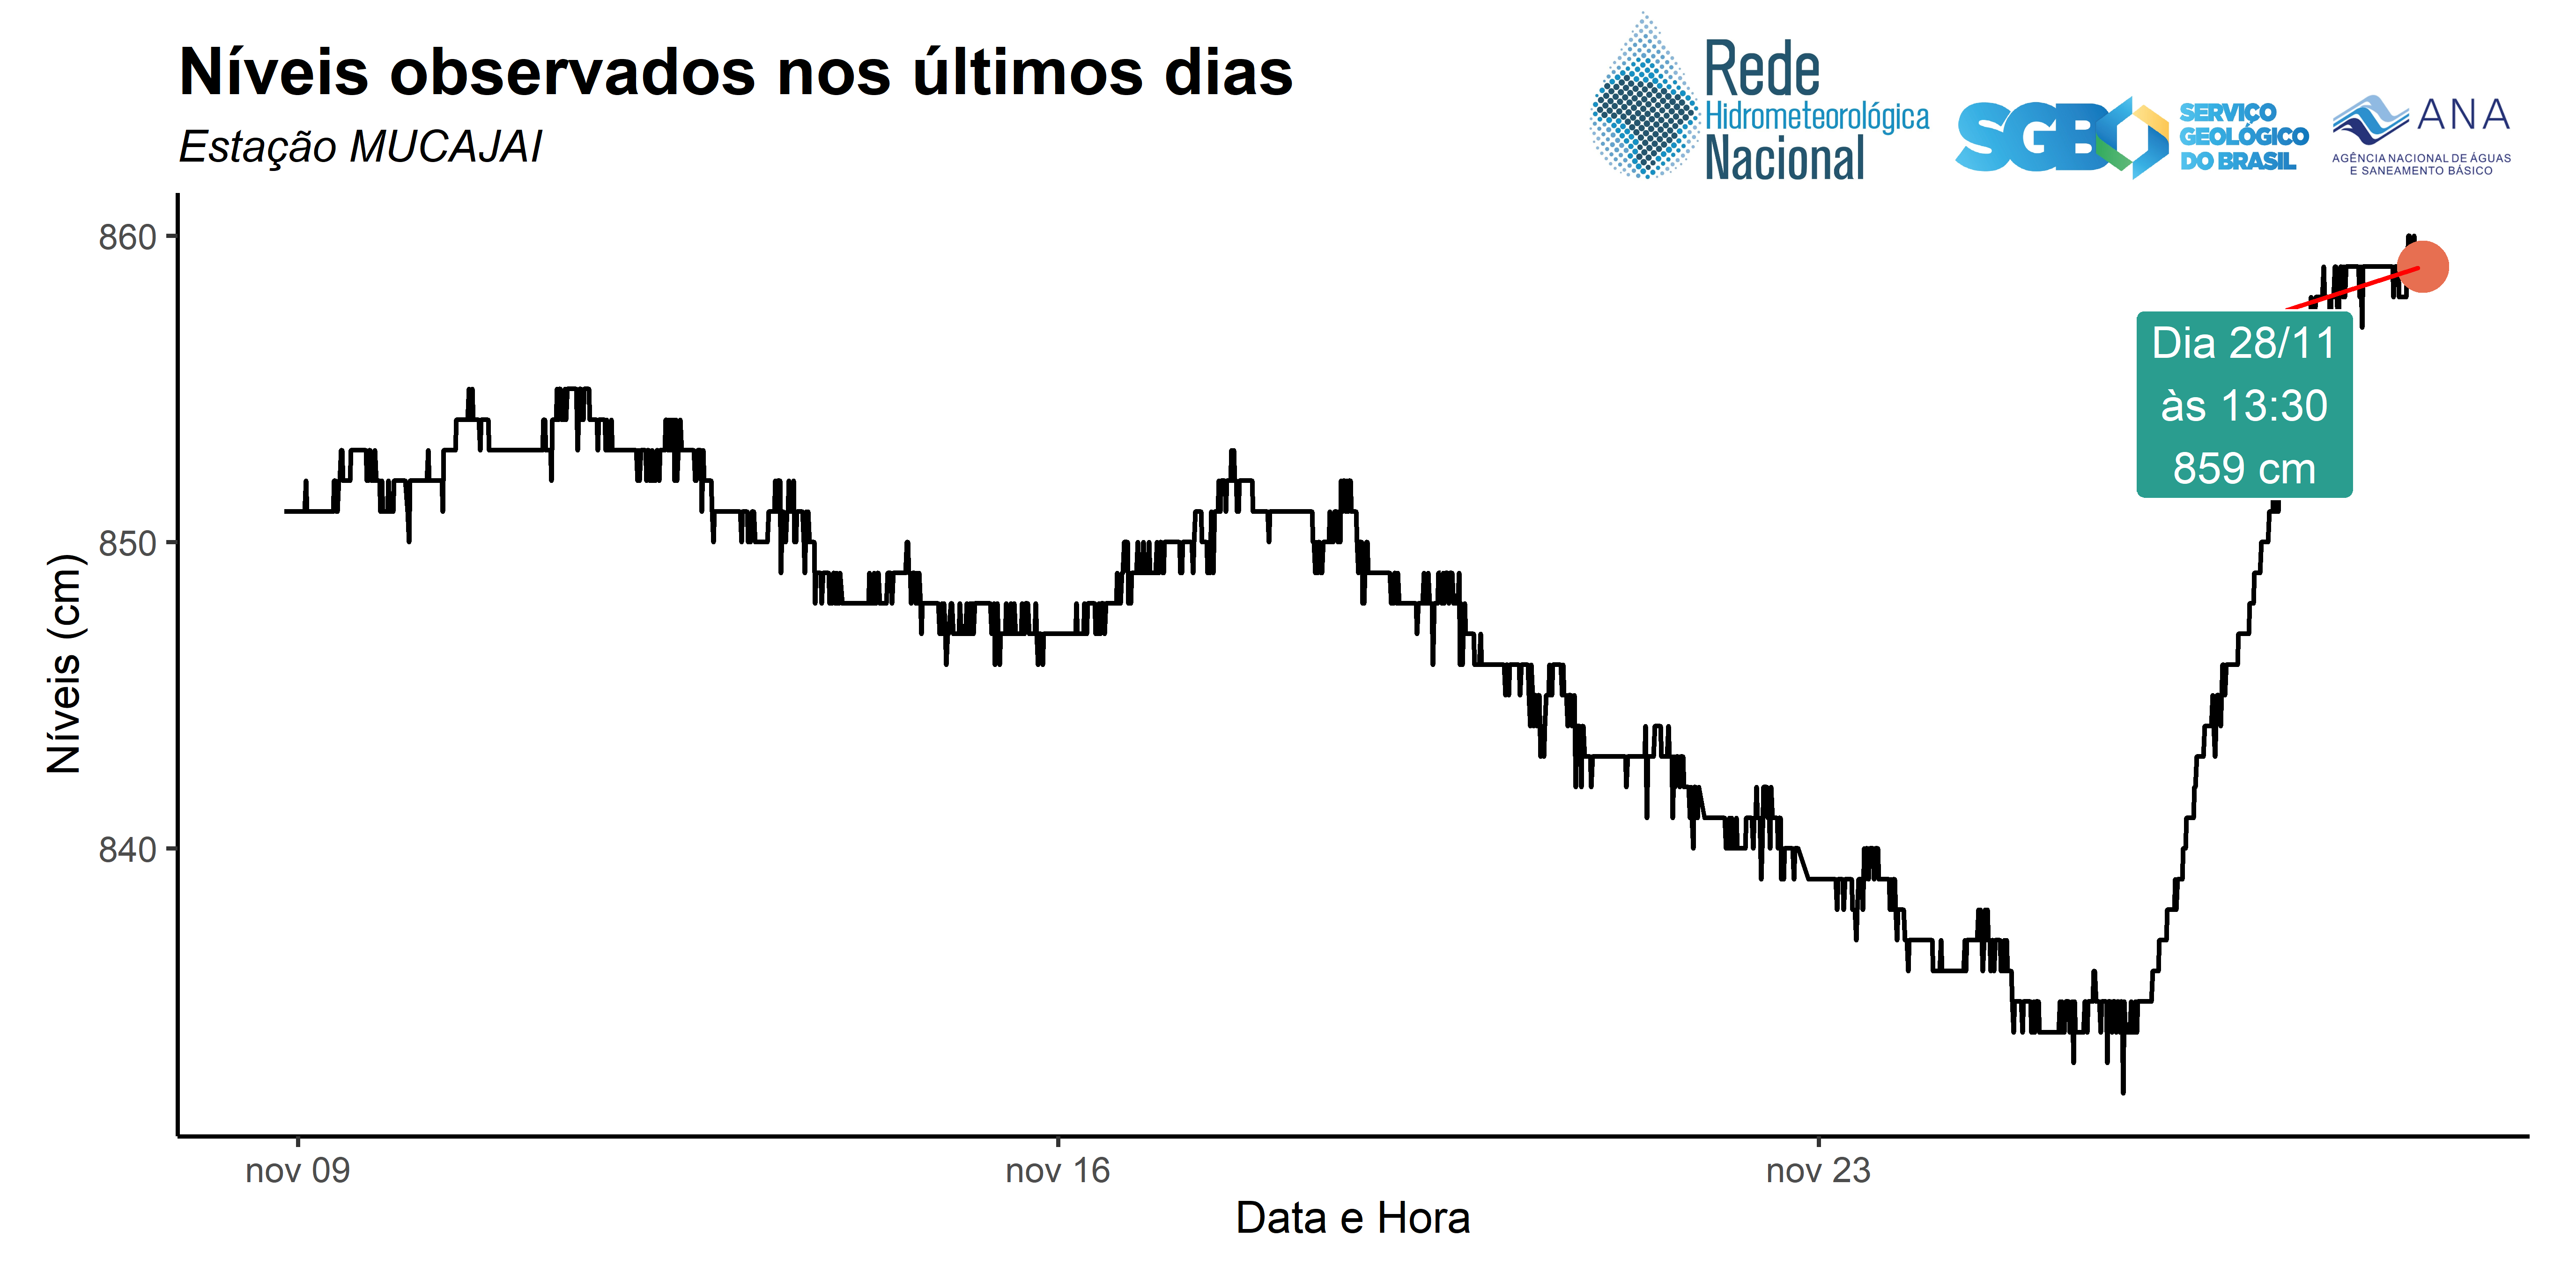 Níveis observados nos últimos dias
Estação MUCAJAI
Rede
Hidrometeorológica
Nacional
SGB
SERVIÇO
GEOLÓGICO
DO BRASIL
ANA
AGÊNCIA NACIONAL DE ÁGUAS
E SANEAMENTO BÁSICO
860
850
840
Níveis (cm)
Dia 28/11
às 13:30
859 cm
nov 09
nov 16
nov 23
Data e Hora